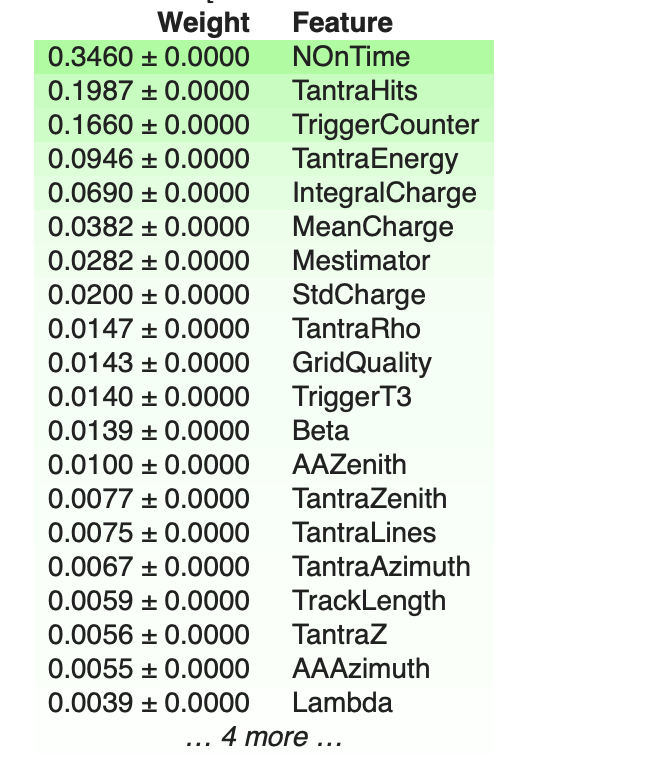 Weight Feature
0.3460 ± 0.0000 NOnTime
0.1987 ± 0.0000 TantraHits
0.1660 ± 0.0000 TriggerCounter
0.0946 ± 0.0000 TantraEnergy
0.0690 ± 0.0000 IntegralCharge
0.0382 ± 0.0000 MeanCharge
0.0282 ± 0.0000 Mestimator
0.0200 ± 0.0000 StdCharge
0.0147 ± 0.0000 TantraRho
0.0143 ± 0.0000 GridQuality
0.0140 ± 0.0000 TriggerT3
0.0139 ± 0.0000 Beta
0.0100 ± 0.0000 AAZenith
0.0077 ± 0.0000 TantraZenith
0.0075 ± 0.0000 TantraLines
0.0067 ± 0.0000 TantraAzimuth
0.0059 ± 0.0000 TrackLength
0.0056 ± 0.0000 TantraZ
0.0055 ± 0.0000 AAAzimuth
0.0039 ± 0.0000 Lambda
… 4 more …